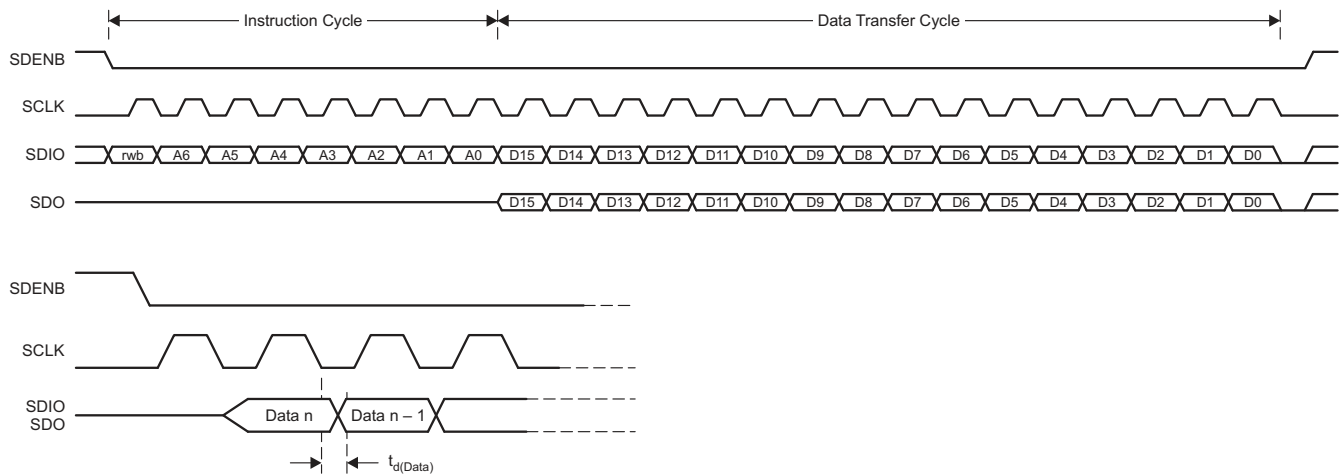 Instruction Cycle Data Transfer Cycle
SDENB
SCLK
SDIO rwb A6 A5 A4 A3 A2 A1 A0 D15 D14 D13 D12 D11 D10 D9 D8 D7 D6 D5 D4 D3 D2 D1 D0
SDO D15 D14 D13 D12 D11 D10 D9 D8 D7 D6 D5 D4 D3 D2 D1 D0
SDENB
SCLK
SDIO
SDO
Data n Data n – 1
td(Data)